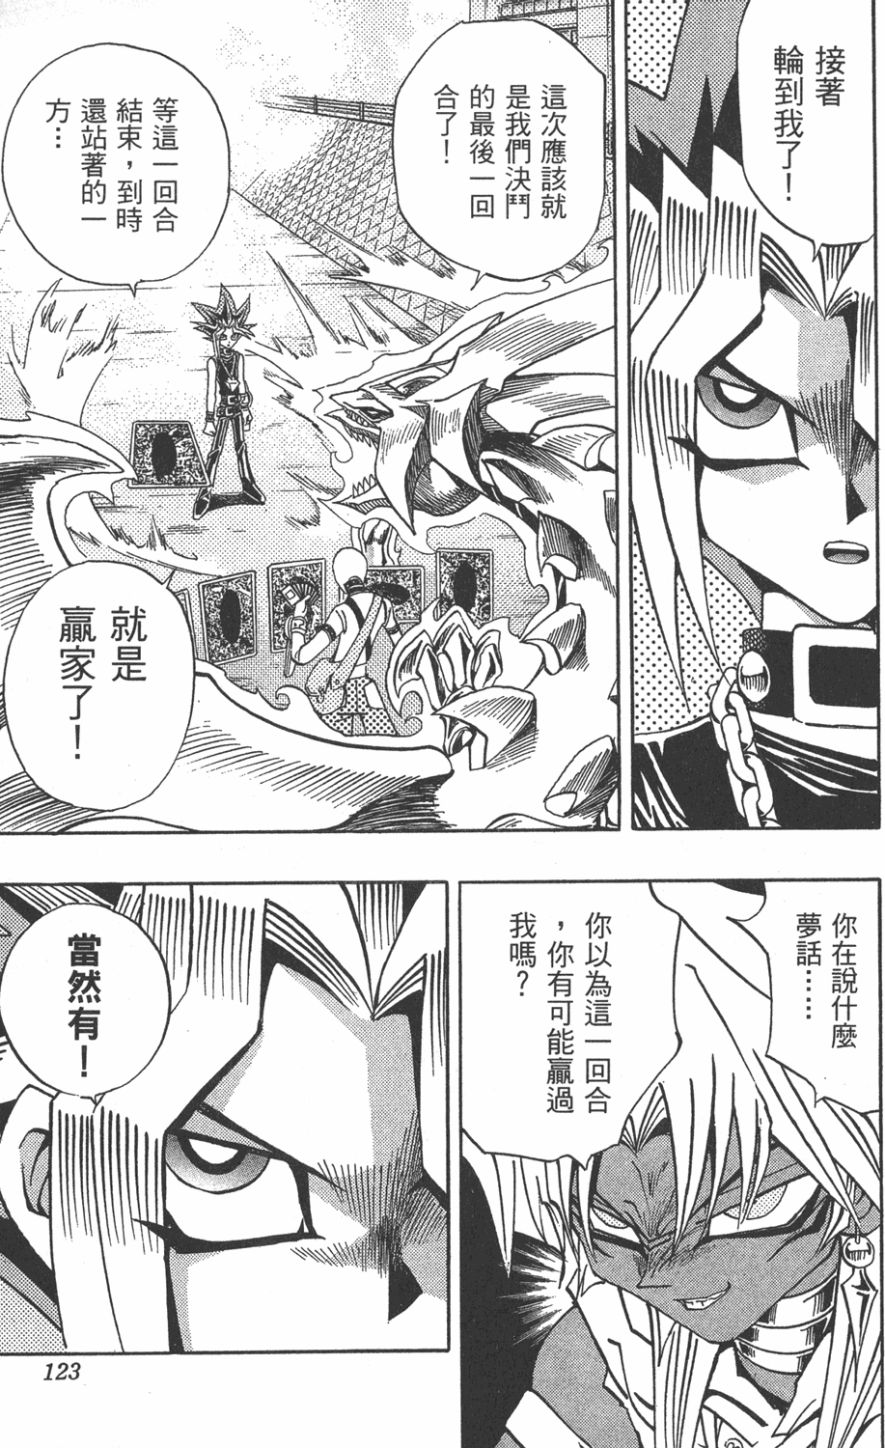 接著
輪到我了！
這次應該就
是我們決鬥
的最後一回
合了！
等這一回合
結束，到時
還站著的一
方…
就是
贏家了！
你在說什麼
夢話……
你以為這一回合
，你有可能贏過
我嗎？
當然有！
123